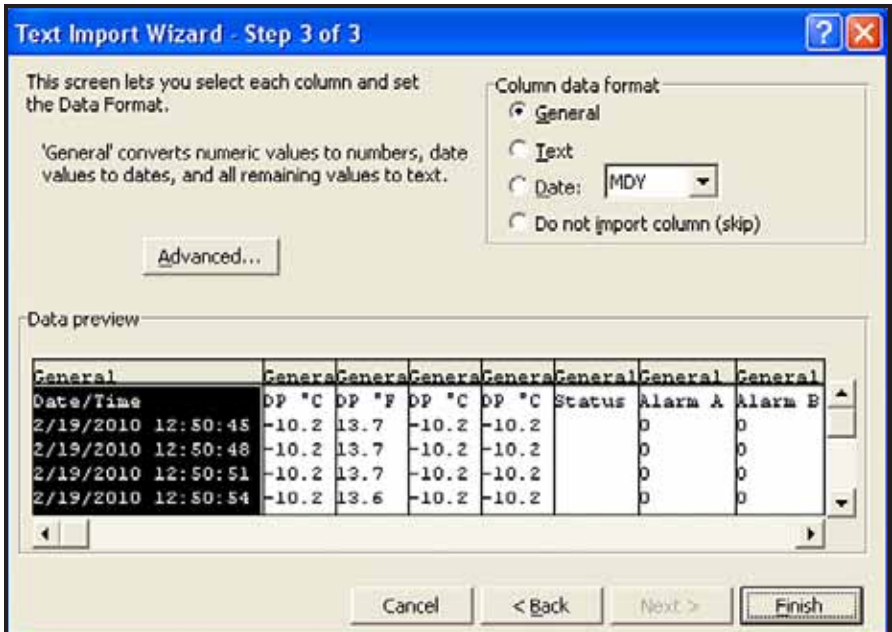 Text Import Wizard - Step 3 of 3
This screen lets you select each column and set
the Data Format.
'General' converts numeric values to numbers, date
values to dates, and all remaining values to text.
Advanced...
Column data format
General
Text
Date: MDY
Do not import column (skip)
Data preview
General Genera Genera Genera Genera General General General
Date/Time DP °C DP °F DP °C DP °C Status Alarm A Alarm B
2/19/2010 12:50:45 -10.2 13.7 -10.2 -10.2 0 0
2/19/2010 12:50:48 -10.2 13.7 -10.2 -10.2 0 0
2/19/2010 12:50:51 -10.2 13.7 -10.2 -10.2 0 0
2/19/2010 12:50:54 -10.2 13.6 -10.2 -10.2 0 0
Cancel < Back Next > Finish